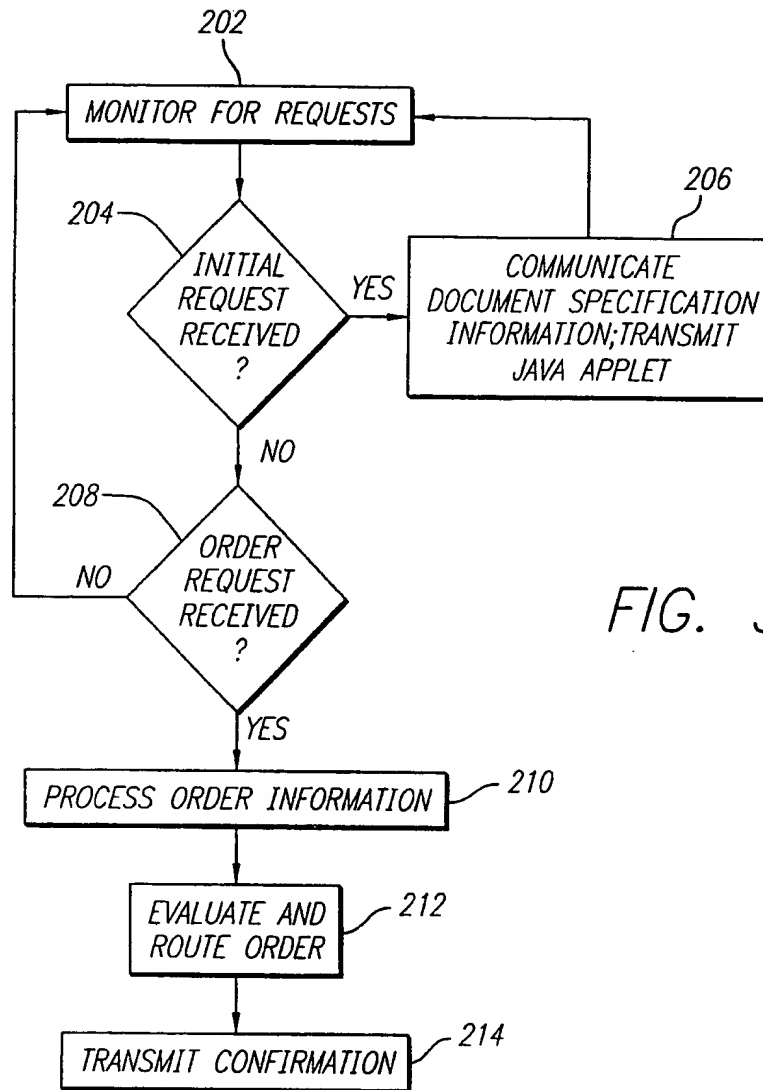 202
MONITOR FOR REQUESTS
204
INITIAL
REQUEST
RECEIVED
?
YES
206
COMMUNICATE
DOCUMENT SPECIFICATION
INFORMATION;TRANSMIT
JAVA APPLET
NO
208
ORDER
REQUEST
RECEIVED
?
NO
FIG.
YES
PROCESS ORDER INFORMATION
210
EVALUATE AND
ROUTE ORDER
212
TRANSMIT CONFIRMATION
214